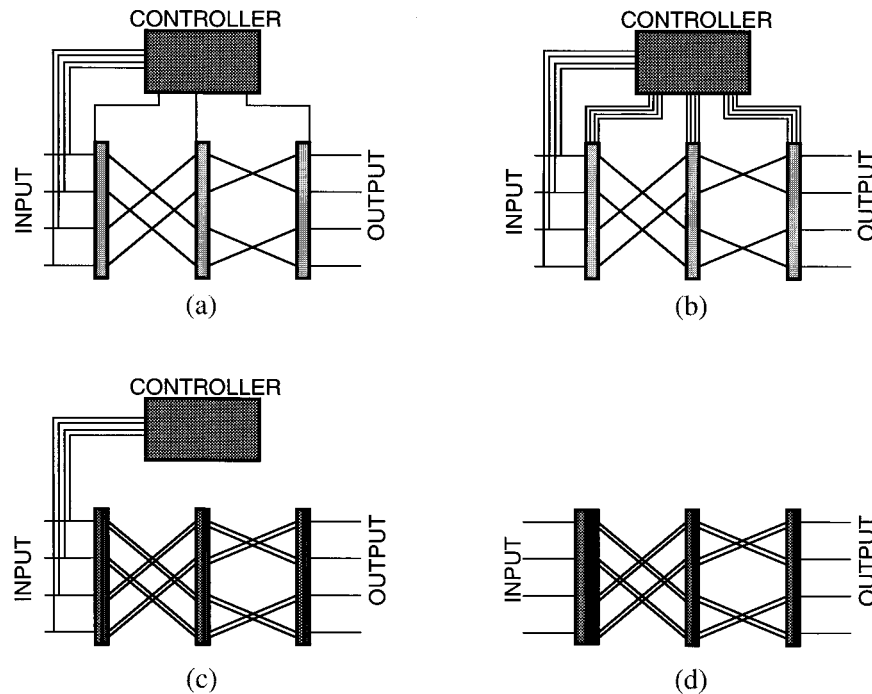 CONTROLLER
INPUT
OUTPUT
(a)
CONTROLLER
INPUT
OUTPUT
(b)
CONTROLLER
INPUT
OUTPUT
(c)
INPUT
OUTPUT
(d)